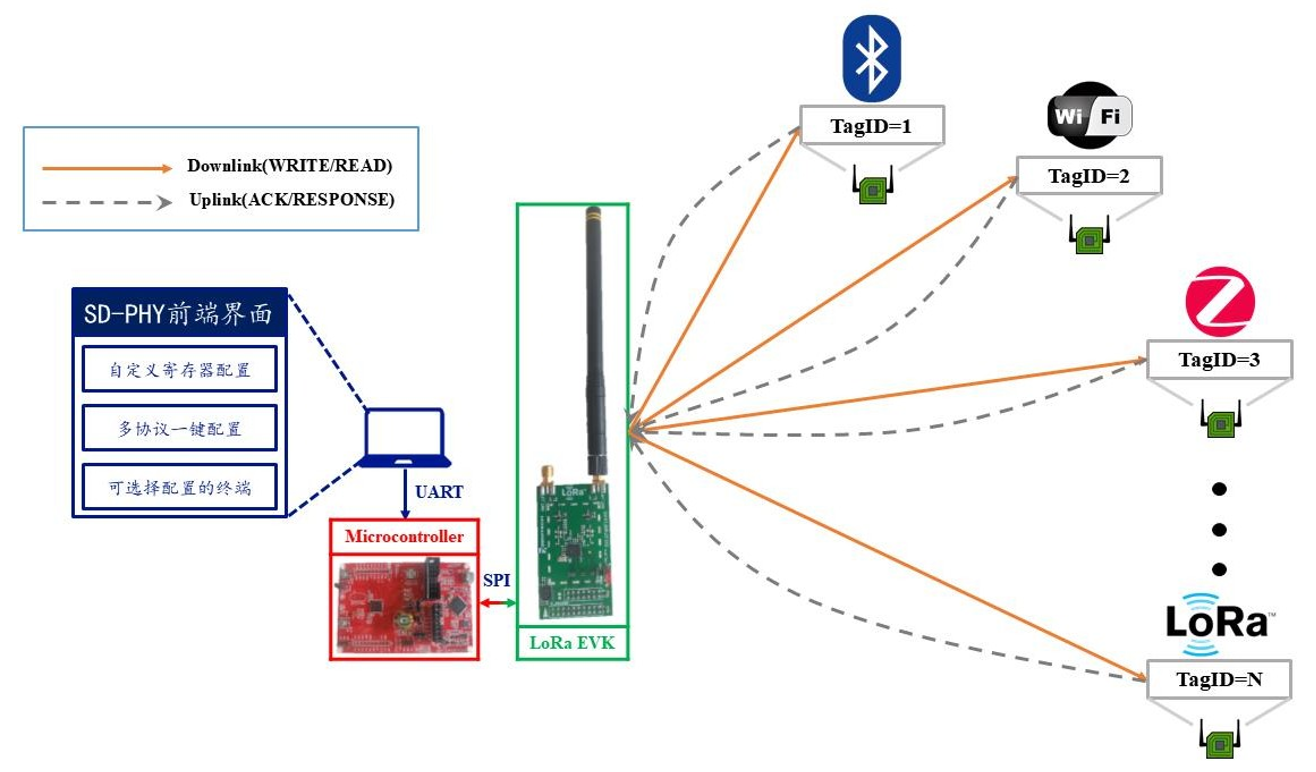 TagID=1
Wi Fi
TagID=2
Downlink(WRITE/READ)
Uplink(ACK/RESPONSE)
SD-PHY前端界面
自定义寄存器配置
多协议一键配置
可选择配置的终端
UART
Microcontroller
SPI
LoRa
LoRa EVK
TagID=3
LoRa™
TagID=N